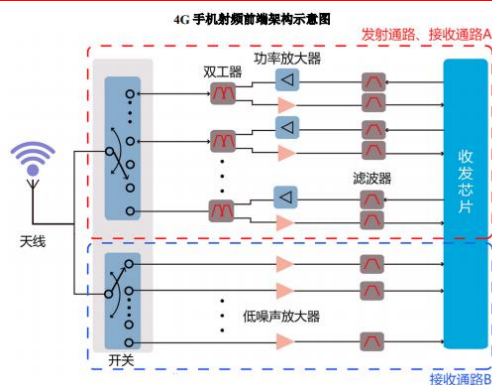 4G 手机射频前端架构示意图
发射通路、接收通路A
功率放大器
双工器
滤波器
收发芯片
天线
低噪声放大器
开关
接收通路B